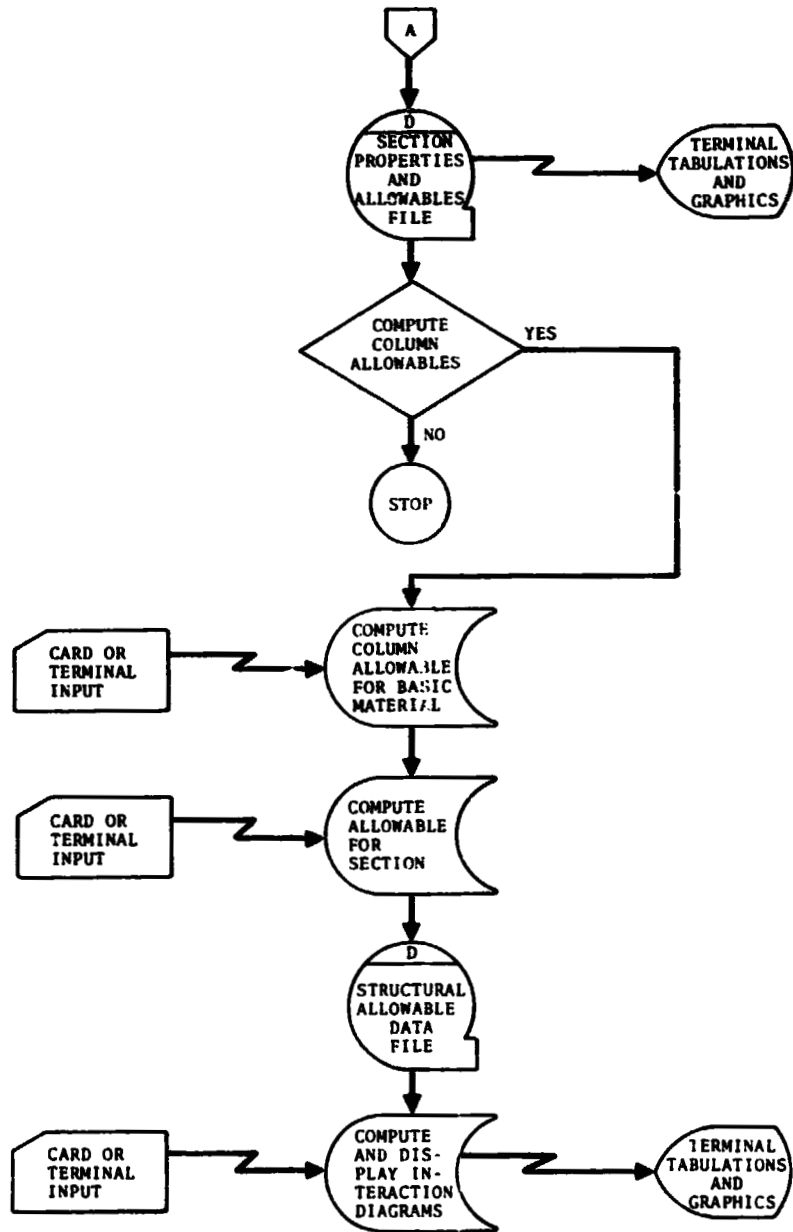 A
D
SECTION
PROPERTIES
AND
ALLOWABLES
FILE
TERMINAL
TABULATIONS
AND
GRAPHICS
COMPUTE
COLUMN
ALLOWABLES
YES
NO
STOP
CARD OR
TERMINAL
INPUT
COMPUTE
COLUMN
ALLOWABLE
FOR BASIC
MATERIAL
CARD OR
TERMINAL
INPUT
COMPUTE
ALLOWABLE
FOR
SECTION
D
STRUCTURAL
ALLOWABLE
DATA
FILE
CARD OR
TERMINAL
INPUT
COMPUTE
AND DIS-
PLAY IN-
TERACTION
DIAGRAMS
TERMINAL
TABULATIONS
AND
GRAPHICS